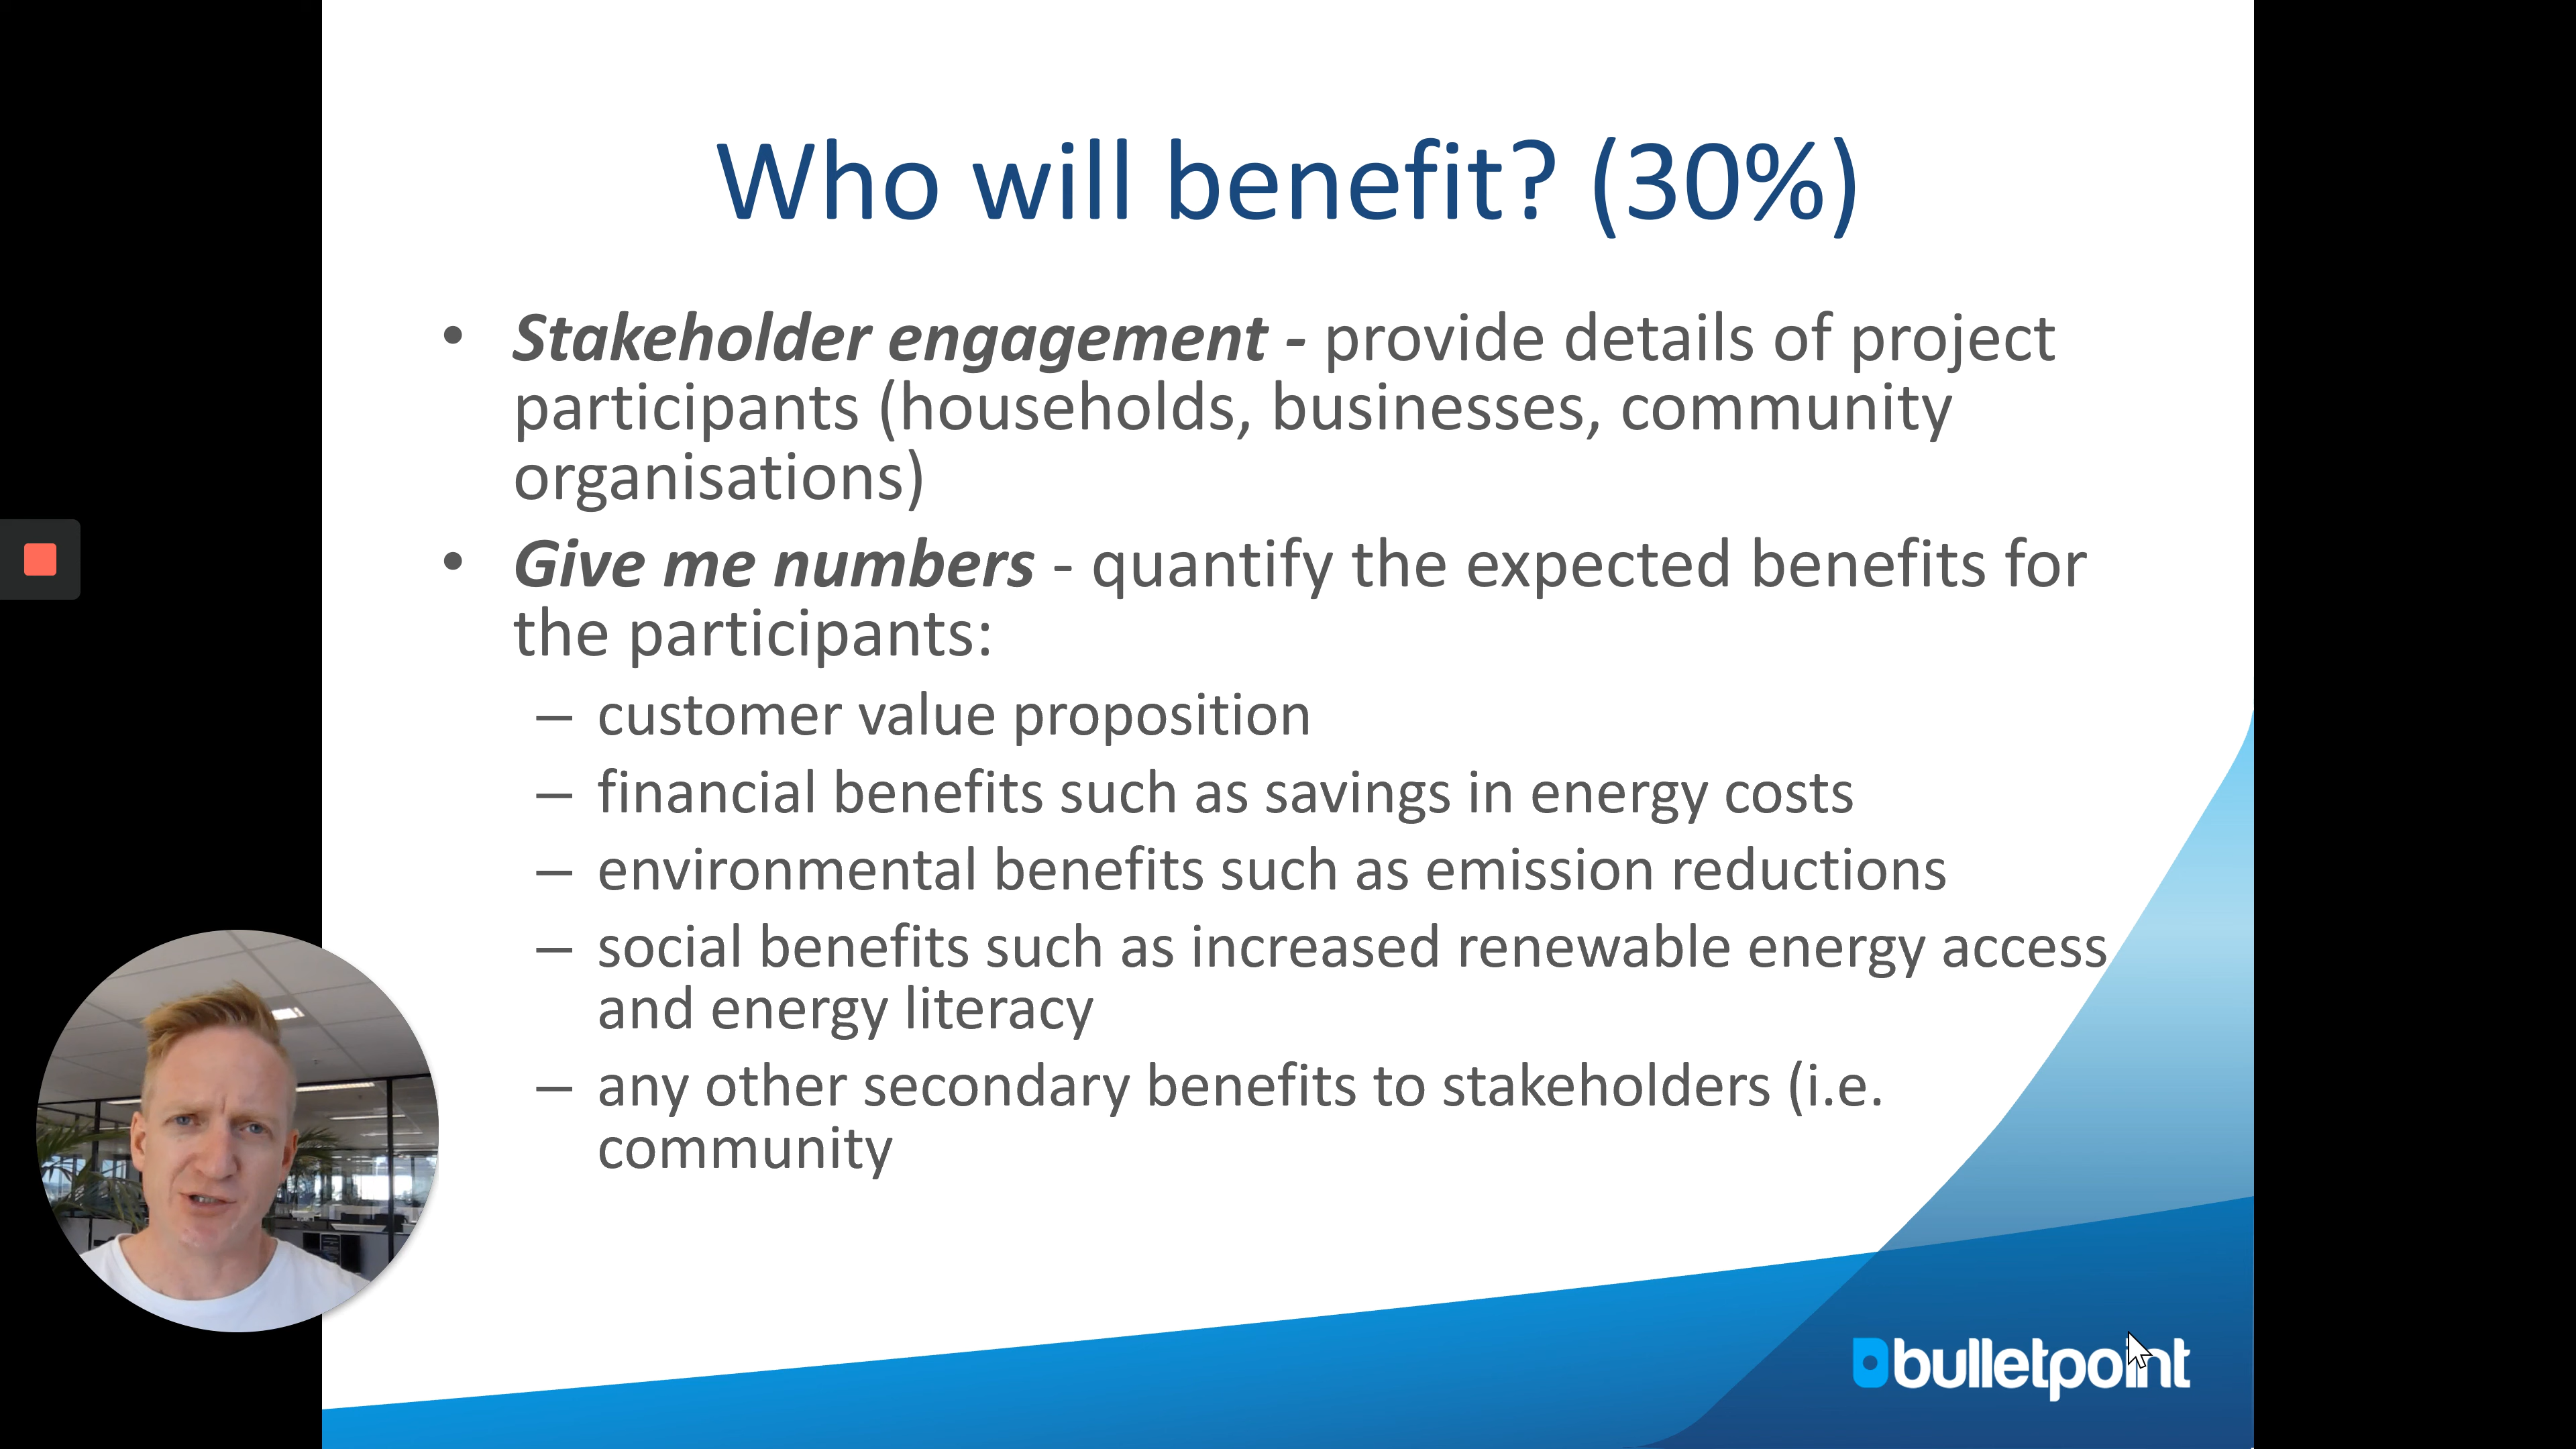 Who will benefit? (30%)
• Stakeholder engagement - provide details of project
participants (households, businesses, community
organisations)
• Give me numbers - quantify the expected benefits for
the participants:
– customer value proposition
– financial benefits such as savings in energy costs
– environmental benefits such as emission reductions
– social benefits such as increased renewable energy access
and energy literacy
– any other secondary benefits to stakeholders (i.e.
community
bulletpoint